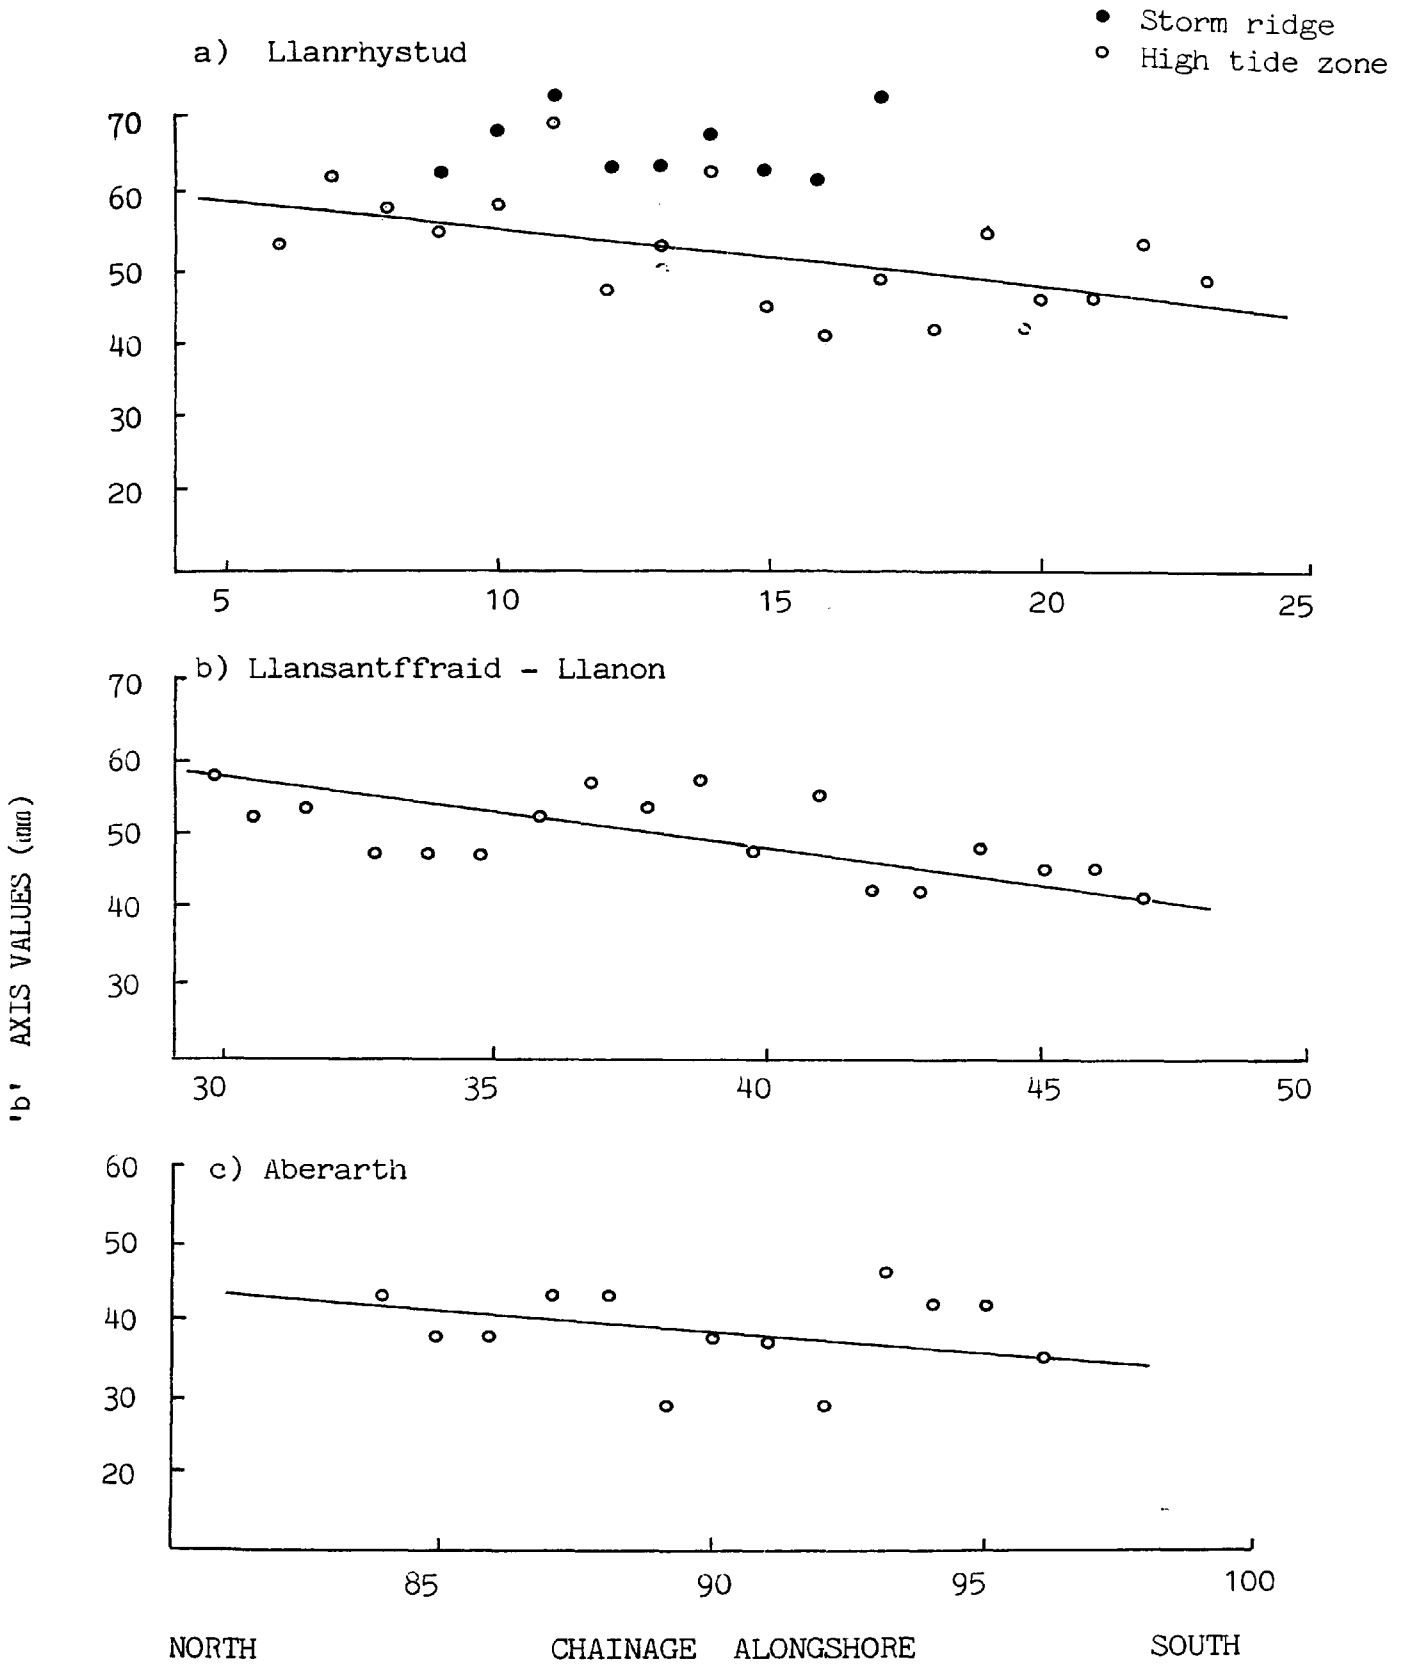 Storm ridge
High tide zone
a) Llanrhystud
70
60
50
40
30
20
5 10 15 20 25
b) Llansantffraid - Llanon
70
60
50
40
30
30 35 40 45 50
'b' AXIS VALUES (mm)
c) Aberarth
60
50
40
30
20
85 90 95 100
NORTH CHAINAGE ALONGSHORE SOUTH